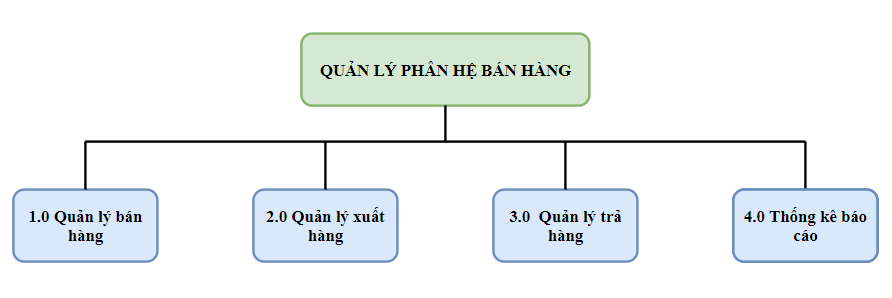 QUẢN LÝ PHÂN HỆ BÁN HÀNG
1.0 Quản lý bán
hàng
2.0 Quản lý xuất
hàng
3.0 Quản lý trả
hàng
4.0 Thống kê báo
cáo